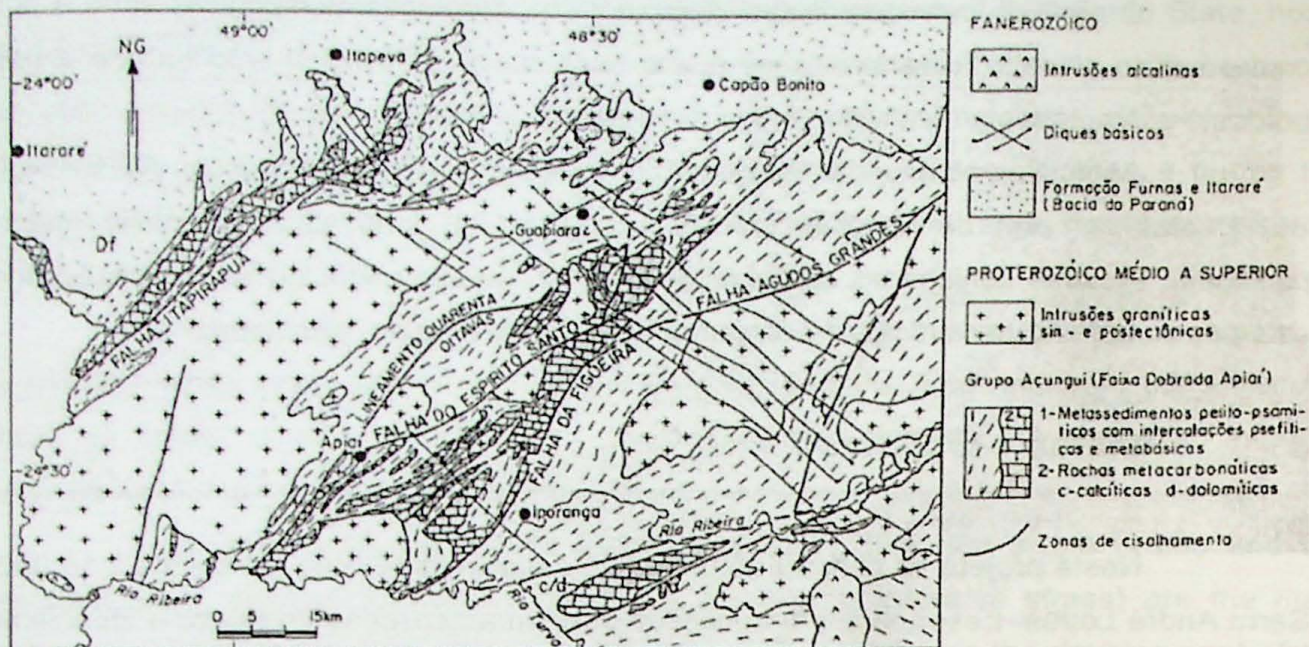 49°00'
48°30'
NG
24°00'
24°30'
Itapeva
Capão Bonito
Itararé
Df
Guapiara
FALHA ITAPIRAPUÃ
LINEAMENTO QUARENTA
OITAVAS
FALHA DO ESPIRITO SANTO
FALHA AGUDOS GRANDES
FALHA DA FIGUEIRA
Apiaí
Iporanga
Rio Ribeira
Rio Ribeira
c/d
d
c
0 5 15km
FANEROZÓICO
Intrusões alcalinas
Diques básicos
Formação Furnas e Itararé
(Bacia do Paraná)
PROTEROZÓICO MÉDIO A SUPERIOR
Intrusões graníticas
sin- e postectônicas
Grupo Açungui (Faixa Dobrada Apiaí)
1 2
1-Metassedimentos pelito-psamí-
ticos com intercalações psefíti-
cas e metabásicas
2-Rochas metacarbonáticas
c-calcíticas d-dolomíticas
Zonas de cisalhamento